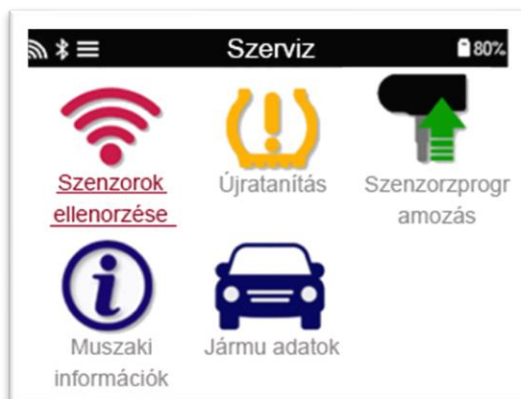 Szerviz 80%
Szenzorok
ellenorzése
Újratanítás
Szenzorzprogr
amozás
Muszaki
információk
Jármu adatok